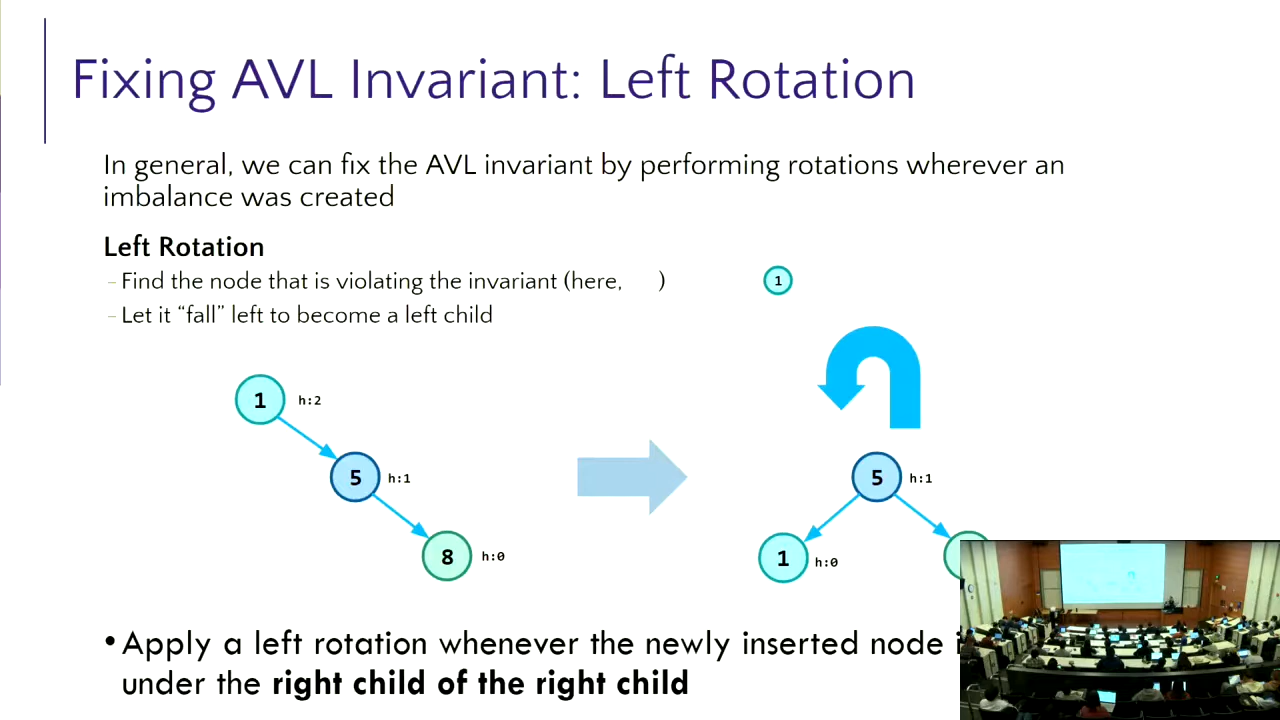 Fixing AVL Invariant: Left Rotation
In general, we can fix the AVL invariant by performing rotations wherever an
imbalance was created
Left Rotation
– Find the node that is violating the invariant (here, )
1
– Let it “fall” left to become a left child
1 h:2
5 h:1
8 h:0
5 h:1
1 h:0
• Apply a left rotation whenever the newly inserted node
under the right child of the right child